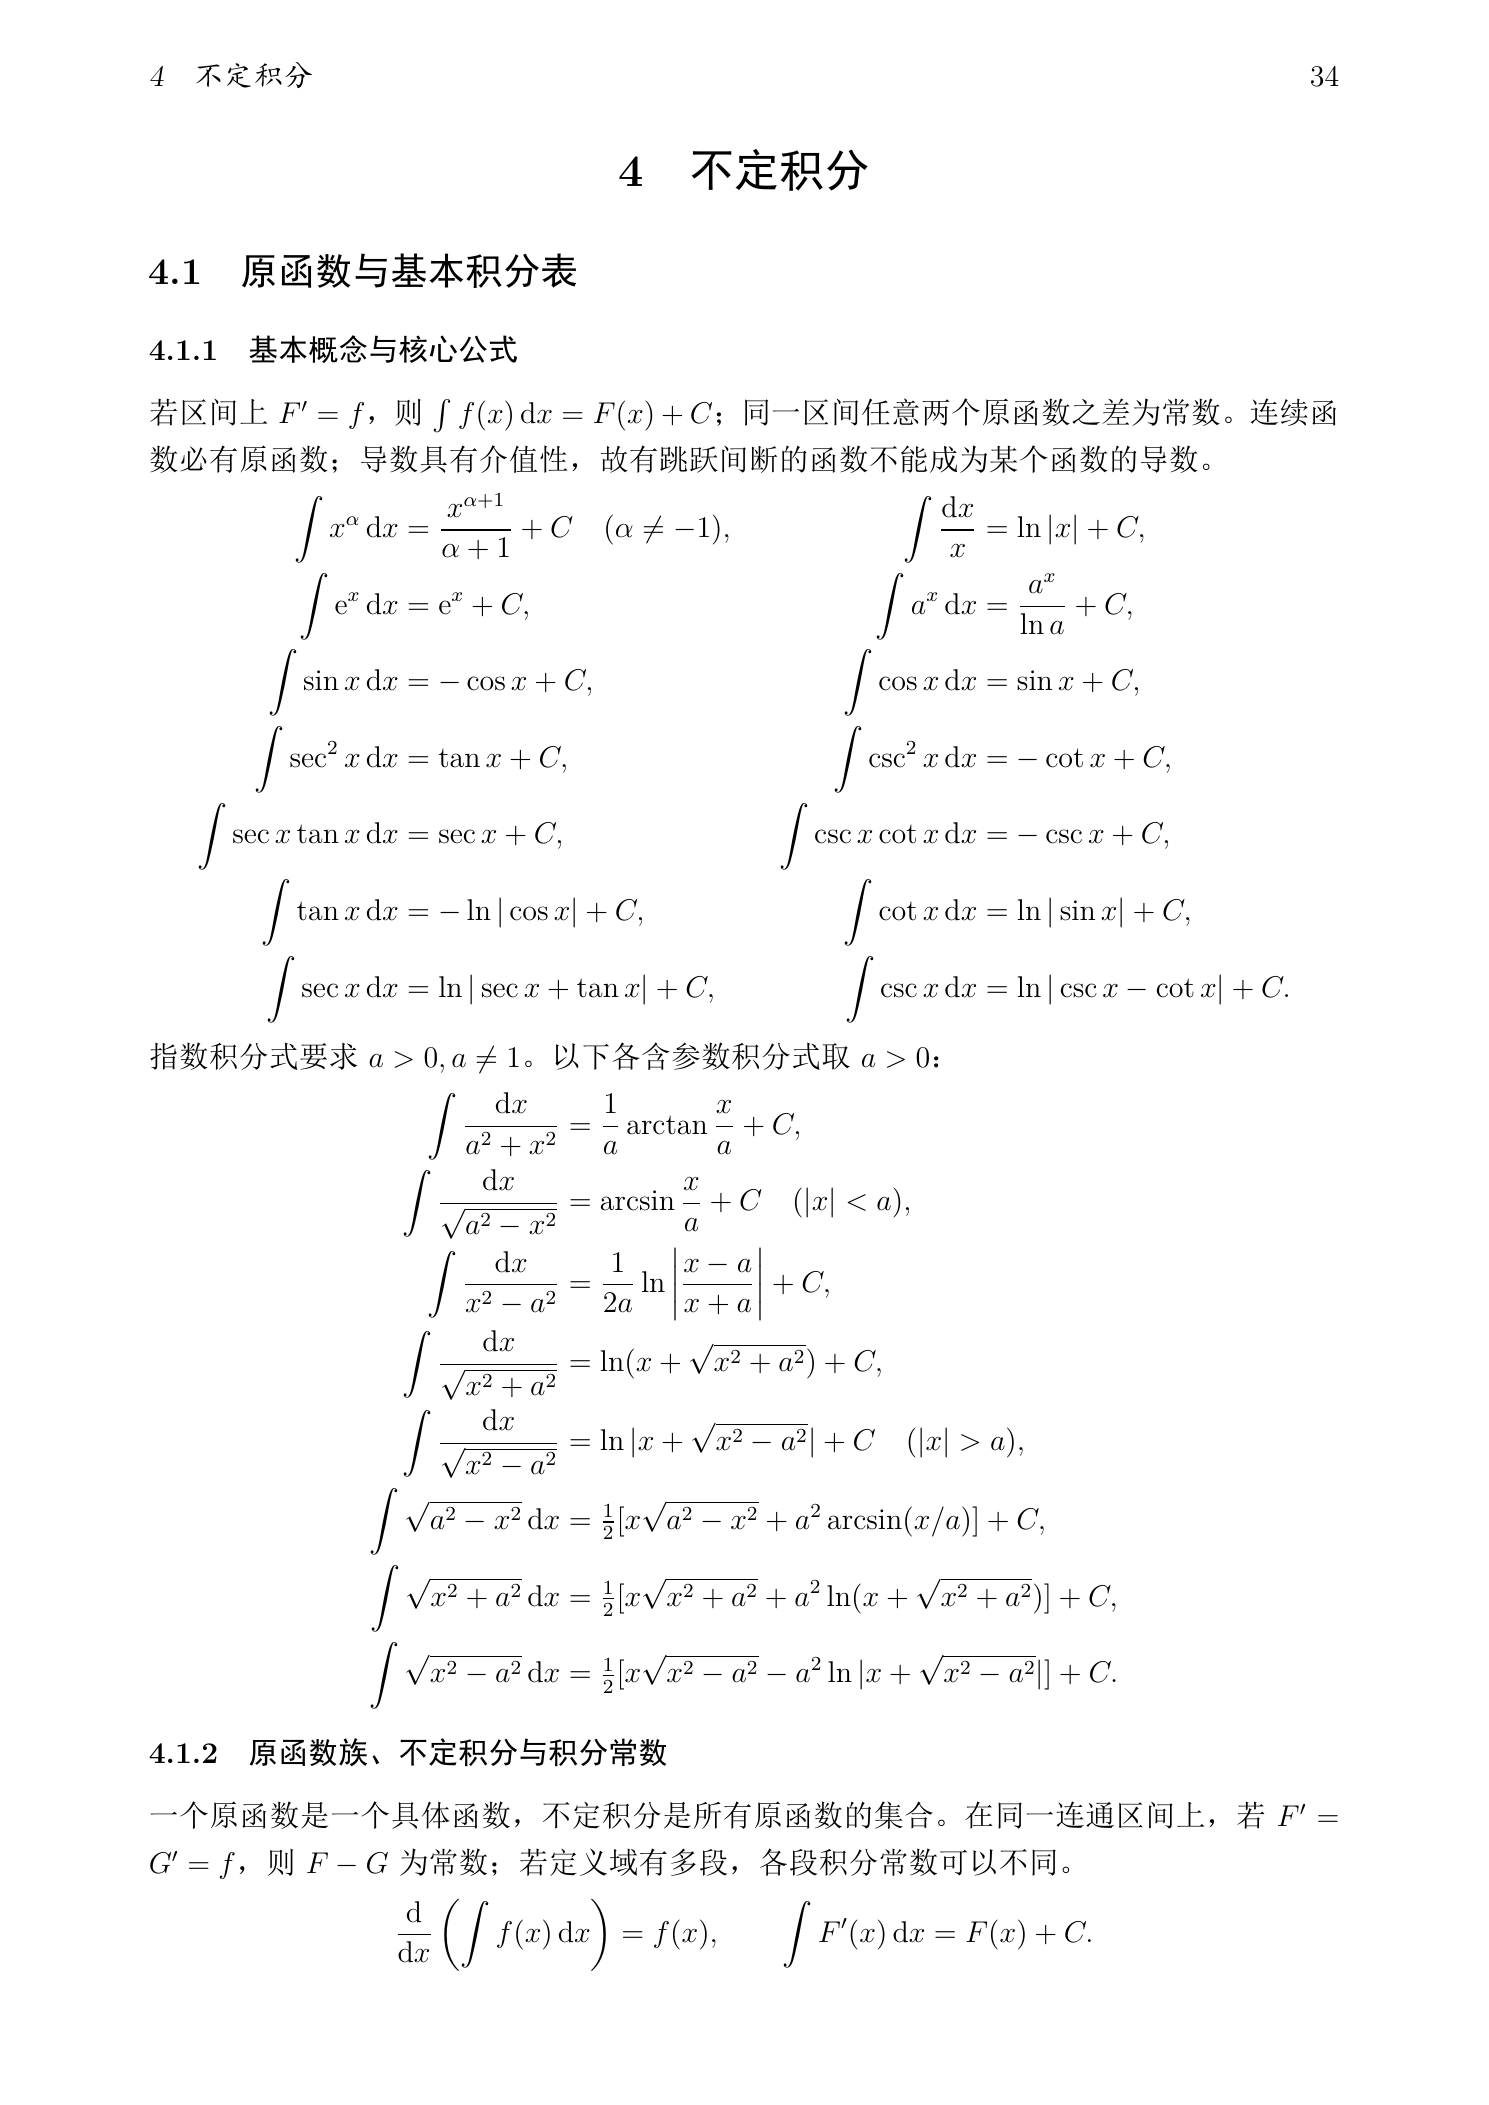 4 不定积分 34
4 不定积分
4.1 原函数与基本积分表
4.1.1 基本概念与核心公式
若区间上 F′ = f，则 ∫ f(x) dx = F(x) + C；同一区间任意两个原函数之差为常数。连续函
数必有原函数；导数具有介值性，故有跳跃间断的函数不能成为某个函数的导数。
∫ x^α dx = x^{α+1}/(α + 1) + C (α ≠ −1), ∫ dx/x = ln |x| + C,
∫ e^x dx = e^x + C, ∫ a^x dx = a^x/ln a + C,
∫ sin x dx = − cos x + C, ∫ cos x dx = sin x + C,
∫ sec² x dx = tan x + C, ∫ csc² x dx = − cot x + C,
∫ sec x tan x dx = sec x + C, ∫ csc x cot x dx = − csc x + C,
∫ tan x dx = − ln | cos x| + C, ∫ cot x dx = ln | sin x| + C,
∫ sec x dx = ln | sec x + tan x| + C, ∫ csc x dx = ln | csc x − cot x| + C.
指数积分式要求 a > 0, a ≠ 1。以下各含参数积分式取 a > 0：
∫ dx/(a² + x²) = 1/a arctan x/a + C,
∫ dx/√(a² − x²) = arcsin x/a + C (|x| < a),
∫ dx/(x² − a²) = 1/(2a) ln |(x − a)/(x + a)| + C,
∫ dx/√(x² + a²) = ln(x + √(x² + a²)) + C,
∫ dx/√(x² − a²) = ln |x + √(x² − a²)| + C (|x| > a),
∫ √(a² − x²) dx = ½[x√(a² − x²) + a² arcsin(x/a)] + C,
∫ √(x² + a²) dx = ½[x√(x² + a²) + a² ln(x + √(x² + a²))] + C,
∫ √(x² − a²) dx = ½[x√(x² − a²) − a² ln |x + √(x² − a²)|] + C.
4.1.2 原函数族、不定积分与积分常数
一个原函数是一个具体函数，不定积分是所有原函数的集合。在同一连通区间上，若 F′ =
G′ = f，则 F − G 为常数；若定义域有多段，各段积分常数可以不同。
d/dx (∫ f(x) dx) = f(x), ∫ F′(x) dx = F(x) + C.